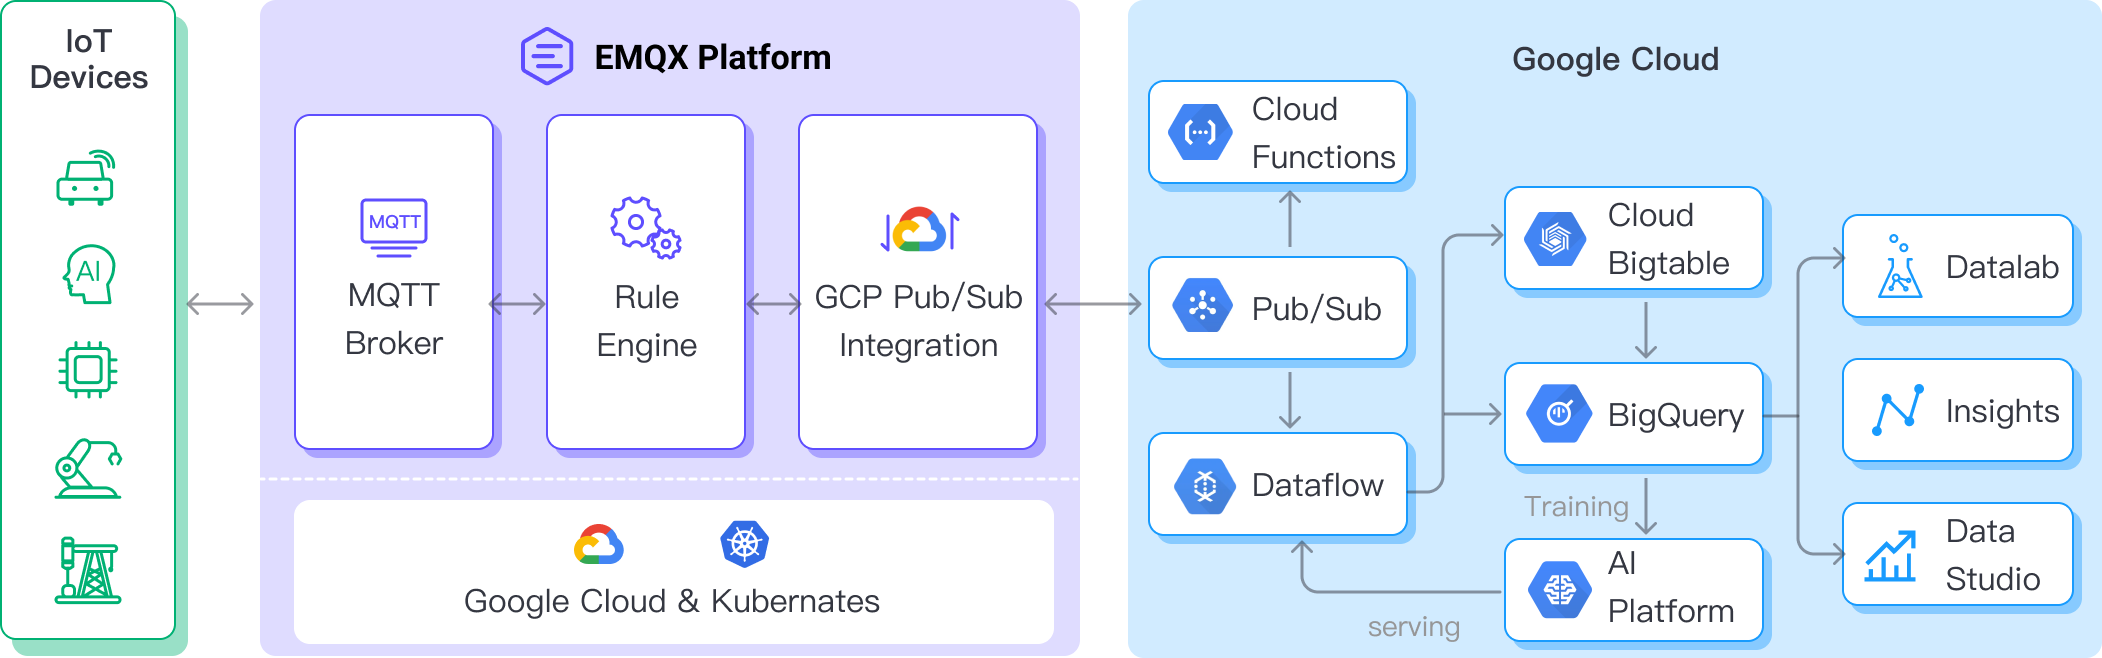 IoT
Devices
AI
EMQX Platform
MQTT
MQTT
Broker
Rule
Engine
GCP Pub/Sub
Integration
Google Cloud & Kubernates
Google Cloud
Cloud
Functions
Pub/Sub
Dataflow
Cloud
Bigtable
BigQuery
Training
AI
Platform
serving
Datalab
Insights
Data
Studio